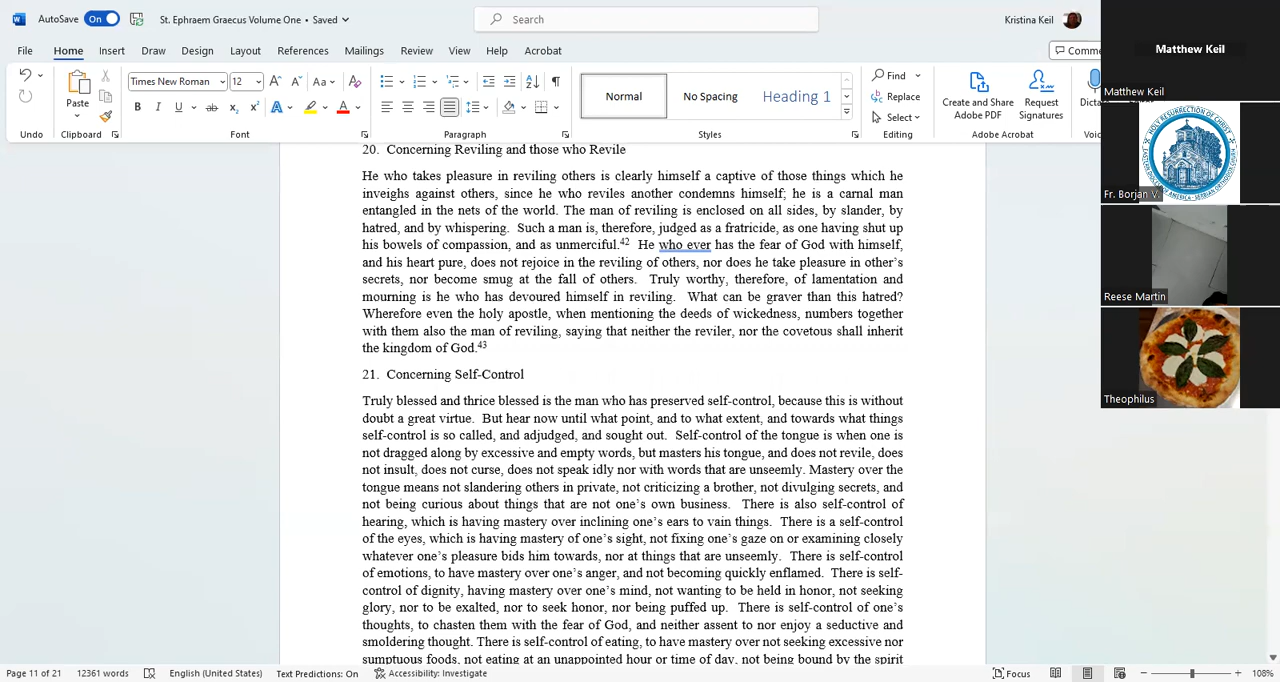 AutoSave On St. Ephraem Graecus Volume One • Saved Search Kristina Keil
File Home Insert Draw Design Layout References Mailings Review View Help Acrobat Comme
Times New Roman 12 Aa Normal No Spacing Heading 1 Find Replace Select
Paste Create and Share Adobe PDF Request Signatures Dicta
Undo Clipboard Font Paragraph Styles Editing Adobe Acrobat Voi
20. Concerning Reviling and those who Revile
He who takes pleasure in reviling others is clearly himself a captive of those things which he
inveighs against others, since he who reviles another condemns himself; he is a carnal man
entangled in the nets of the world. The man of reviling is enclosed on all sides, by slander, by
hatred, and by whispering. Such a man is, therefore, judged as a fratricide, as one having shut up
his bowels of compassion, and as unmerciful.42 He who ever has the fear of God with himself,
and his heart pure, does not rejoice in the reviling of others, nor does he take pleasure in other's
secrets, nor become smug at the fall of others. Truly worthy, therefore, of lamentation and
mourning is he who has devoured himself in reviling. What can be graver than this hatred?
Wherefore even the holy apostle, when mentioning the deeds of wickedness, numbers together
with them also the man of reviling, saying that neither the reviler, nor the covetous shall inherit
the kingdom of God.43
21. Concerning Self-Control
Truly blessed and thrice blessed is the man who has preserved self-control, because this is without
doubt a great virtue. But hear now until what point, and to what extent, and towards what things
self-control is so called, and adjudged, and sought out. Self-control of the tongue is when one is
not dragged along by excessive and empty words, but masters his tongue, and does not revile, does
not insult, does not curse, does not speak idly nor with words that are unseemly. Mastery over the
tongue means not slandering others in private, not criticizing a brother, not divulging secrets, and
not being curious about things that are not one's own business. There is also self-control of
hearing, which is having mastery over inclining one's ears to vain things. There is a self-control
of the eyes, which is having mastery of one's sight, not fixing one's gaze on or examining closely
whatever one's pleasure bids him towards, nor at things that are unseemly. There is self-control
of emotions, to have mastery over one's anger, and not becoming quickly enflamed. There is self-
control of dignity, having mastery over one's mind, not wanting to be held in honor, not seeking
glory, nor to be exalted, nor to seek honor, nor being puffed up. There is self-control of one's
thoughts, to chasten them with the fear of God, and neither assent to nor enjoy a seductive and
smoldering thought. There is self-control of eating, to have mastery over not seeking excessive nor
sumptuous foods, not eating at an unappointed hour or time of day, not being bound by the spirit
Page 11 of 21 12361 words English (United States) Text Predictions: On Accessibility: Investigate Focus 108%
Matthew Keil
Matthew Keil
Fr. Borjan V.
Reese Martin
Theophilus